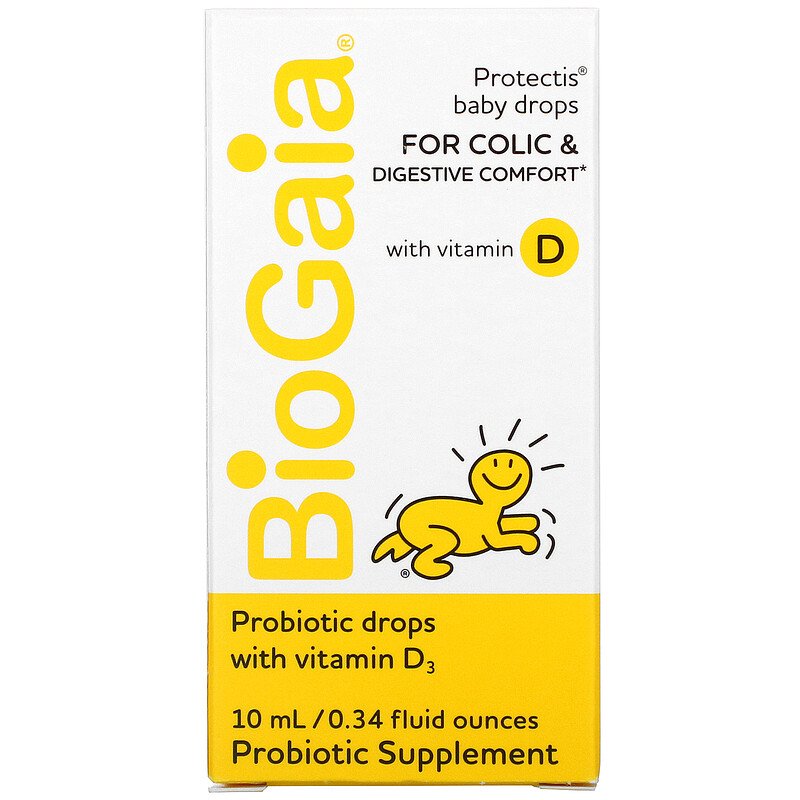 BioGaia®
Protectis®
baby drops
FOR COLIC &
DIGESTIVE COMFORT*
with vitamin D
®
Probiotic drops
with vitamin D₃
10 mL / 0.34 fluid ounces
Probiotic Supplement